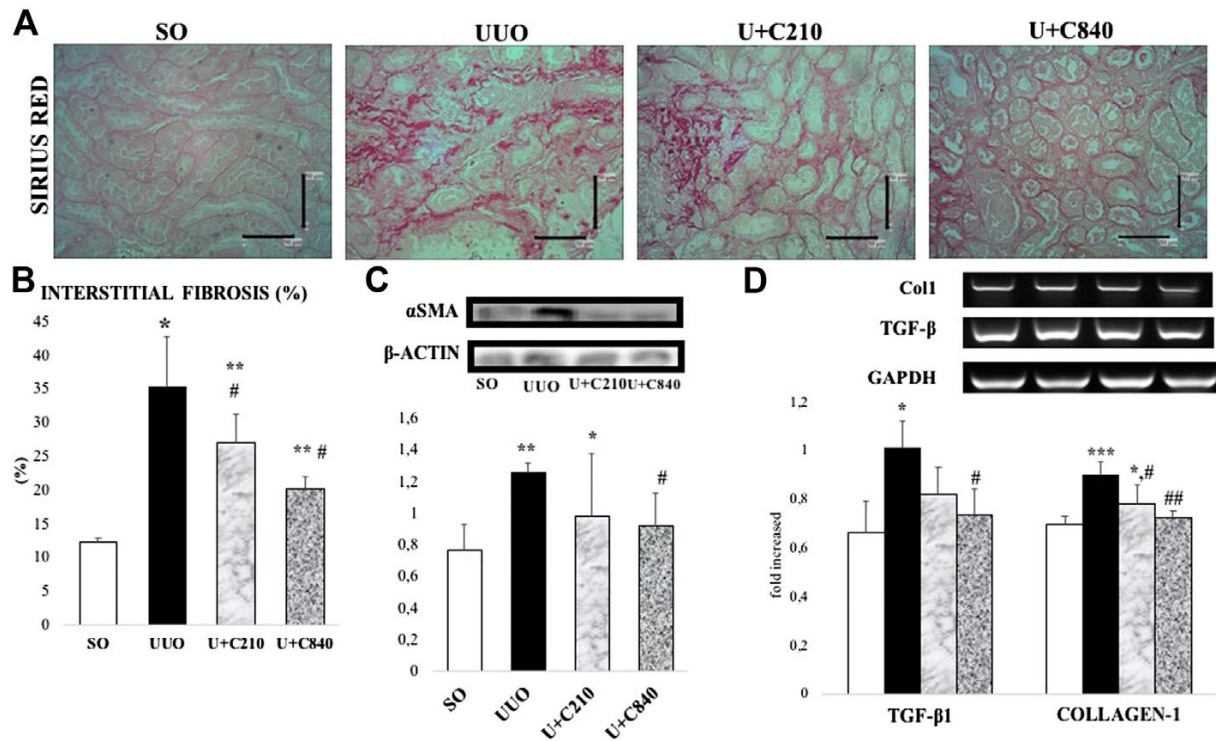 A
SO
UUO
U+C210
U+C840
SIRIUS RED
B
INTERSTITIAL FIBROSIS (%)
45
40
35
30
25
20
15
10
5
0
(%)
*
**
#
** #
SO
UUO
U+C210
U+C840
C
αSMA
β-ACTIN
SO
UUO
U+C210
U+C840
1,6
1,4
1,2
1
0,8
0,6
0,4
0,2
0
**
*
#
SO
UUO
U+C210
U+C840
D
Col1
TGF-β
GAPDH
1,2
1
0,8
0,6
0,4
0,2
0
fold increased
*
#
***
*,#
##
TGF-β1
COLLAGEN-1